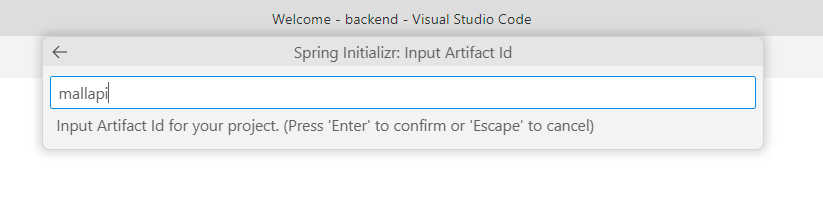 Welcome - backend - Visual Studio Code
Spring Initializr: Input Artifact Id
mallapi
Input Artifact Id for your project. (Press 'Enter' to confirm or 'Escape' to cancel)